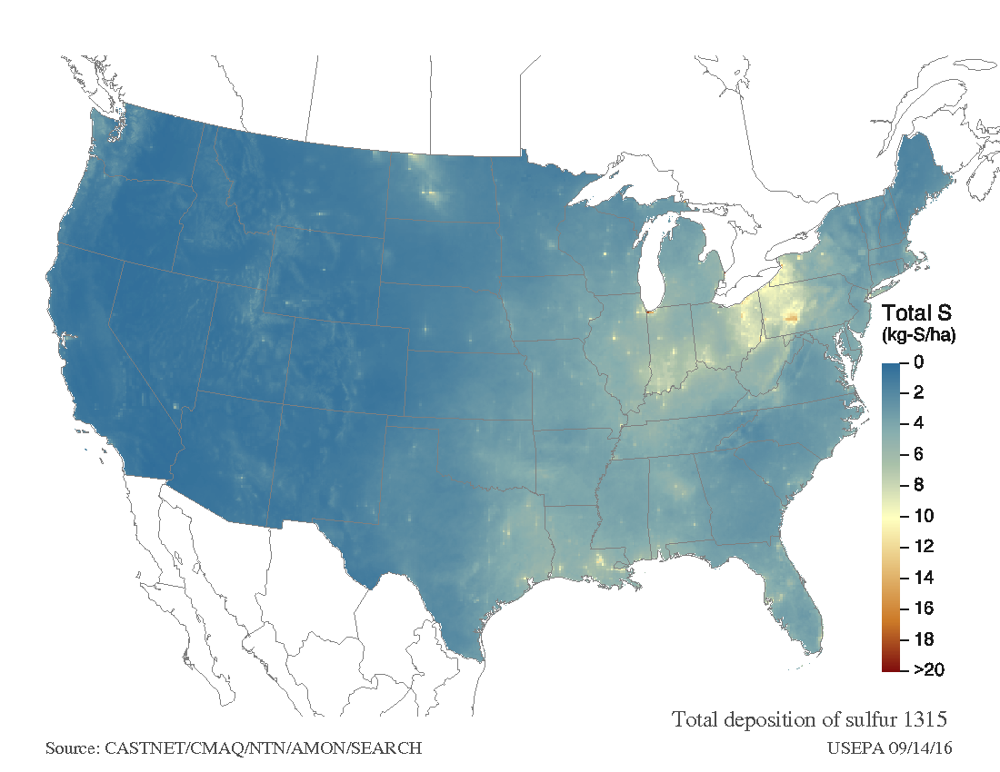 Total S
(kg-S/ha)
0
2
4
6
8
10
12
14
16
18
>20
Total deposition of sulfur 1315
Source: CASTNET/CMAQ/NTN/AMON/SEARCH
USEPA 09/14/16